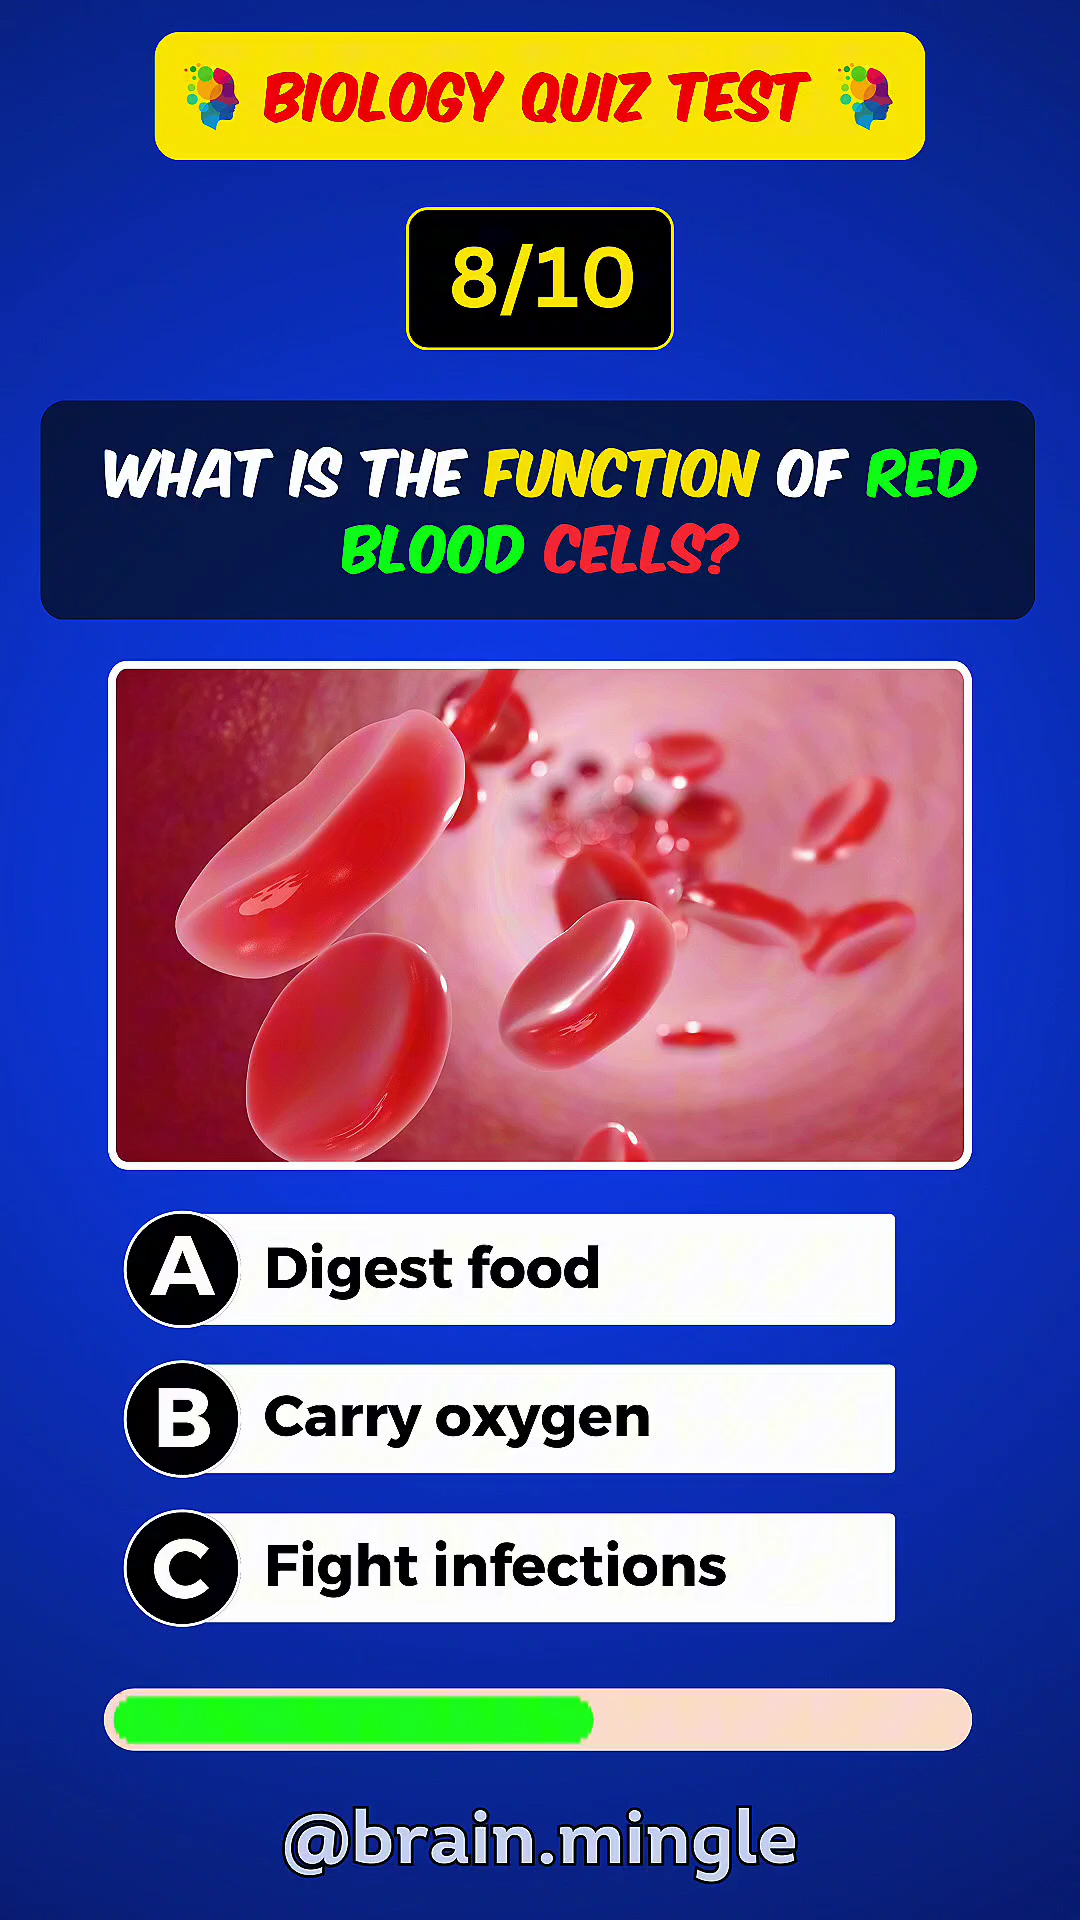 BIOLOGY QUIZ TEST
8/10
WHAT IS THE FUNCTION OF RED
BLOOD CELLS?
A Digest food
B Carry oxygen
C Fight infections
@brain.mingle